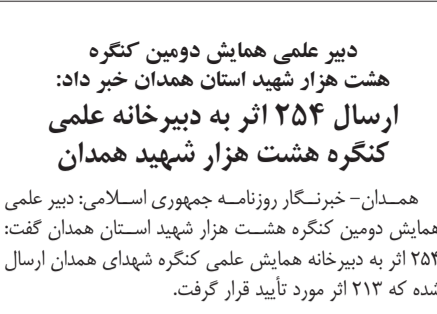 دبیر علمی همایش دومین کنگره
هشت هزار شهید استان همدان خبر داد:
ارسال ۲۵۴ اثر به دبیرخانه علمی
کنگره هشت هزار شهید همدان
همدان- خبرنگار روزنامه جمهوری اسلامی: دبیر علمی
همایش دومین کنگره هشت هزار شهید استان همدان گفت:
۲۵۴ اثر به دبیرخانه همایش علمی کنگره شهدای همدان ارسال
شده که ۲۱۳ اثر مورد تأیید قرار گرفت.